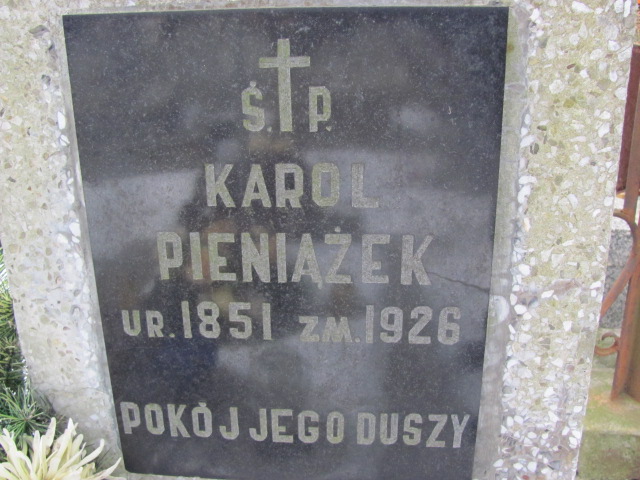 Ś. P.
KAROL
PIENIĄŻEK
UR. 1851 ZM. 1926
POKÓJ JEGO DUSZY